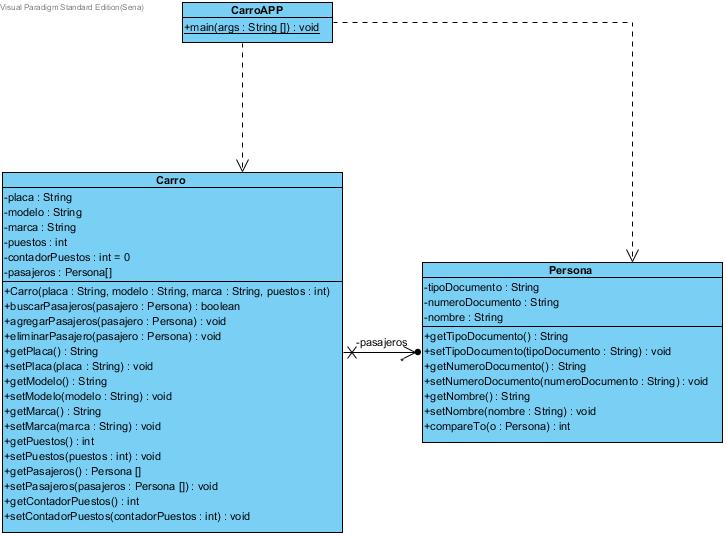 Visual Paradigm Standard Edition(Sena)
CarroAPP
+main(args : String []) : void
Carro
-placa : String
-modelo : String
-marca : String
-puestos : int
-contadorPuestos : int = 0
-pasajeros : Persona[]
+Carro(placa : String, modelo : String, marca : String, puestos : int)
+buscarPasajeros(pasajero : Persona) : boolean
+agregarPasajeros(pasajero : Persona) : void
+eliminarPasajero(pasajero : Persona) : void
+getPlaca() : String
+setPlaca(placa : String) : void
+getModelo() : String
+setModelo(modelo : String) : void
+getMarca() : String
+setMarca(marca : String) : void
+getPuestos() : int
+setPuestos(puestos : int) : void
+getPasajeros() : Persona []
+setPasajeros(pasajeros : Persona []) : void
+getContadorPuestos() : int
+setContadorPuestos(contadorPuestos : int) : void
-pasajeros
Persona
-tipoDocumento : String
-numeroDocumento : String
-nombre : String
+getTipoDocumento() : String
+setTipoDocumento(tipoDocumento : String) : void
+getNumeroDocumento() : String
+setNumeroDocumento(numeroDocumento : String) : void
+getNombre() : String
+setNombre(nombre : String) : void
+compareTo(o : Persona) : int